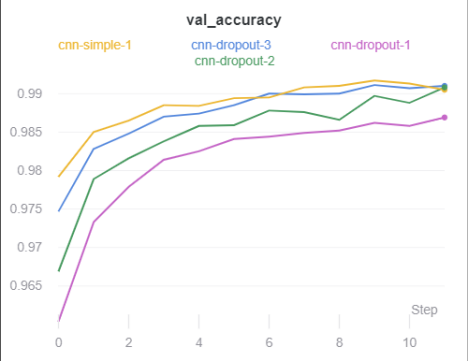 val_accuracy
cnn-simple-1 cnn-dropout-3 cnn-dropout-1
cnn-dropout-2
0.99
0.985
0.98
0.975
0.97
0.965
Step
0 2 4 6 8 10